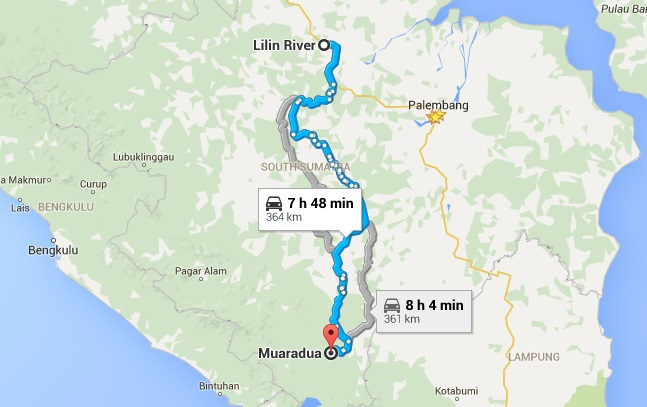 Pulau Ban
Lilin River
Palembang
Lubuklinggau
SOUTH SUMATRA
a Makmur
Curup
Lais
BENGKULU
7 h 48 min
364 km
Bengkulu
Pagar Alam
8 h 4 min
361 km
Muaradua
LAMPUNG
Bintuhan
Kotabumi